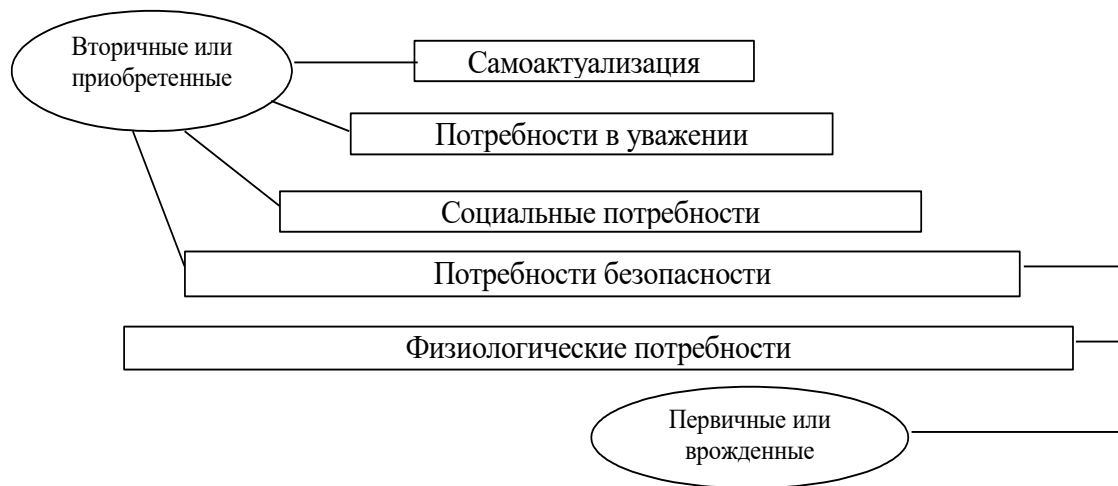 Вторичные или
приобретенные
Самоактуализация
Потребности в уважении
Социальные потребности
Потребности безопасности
Физиологические потребности
Первичные или
врожденные